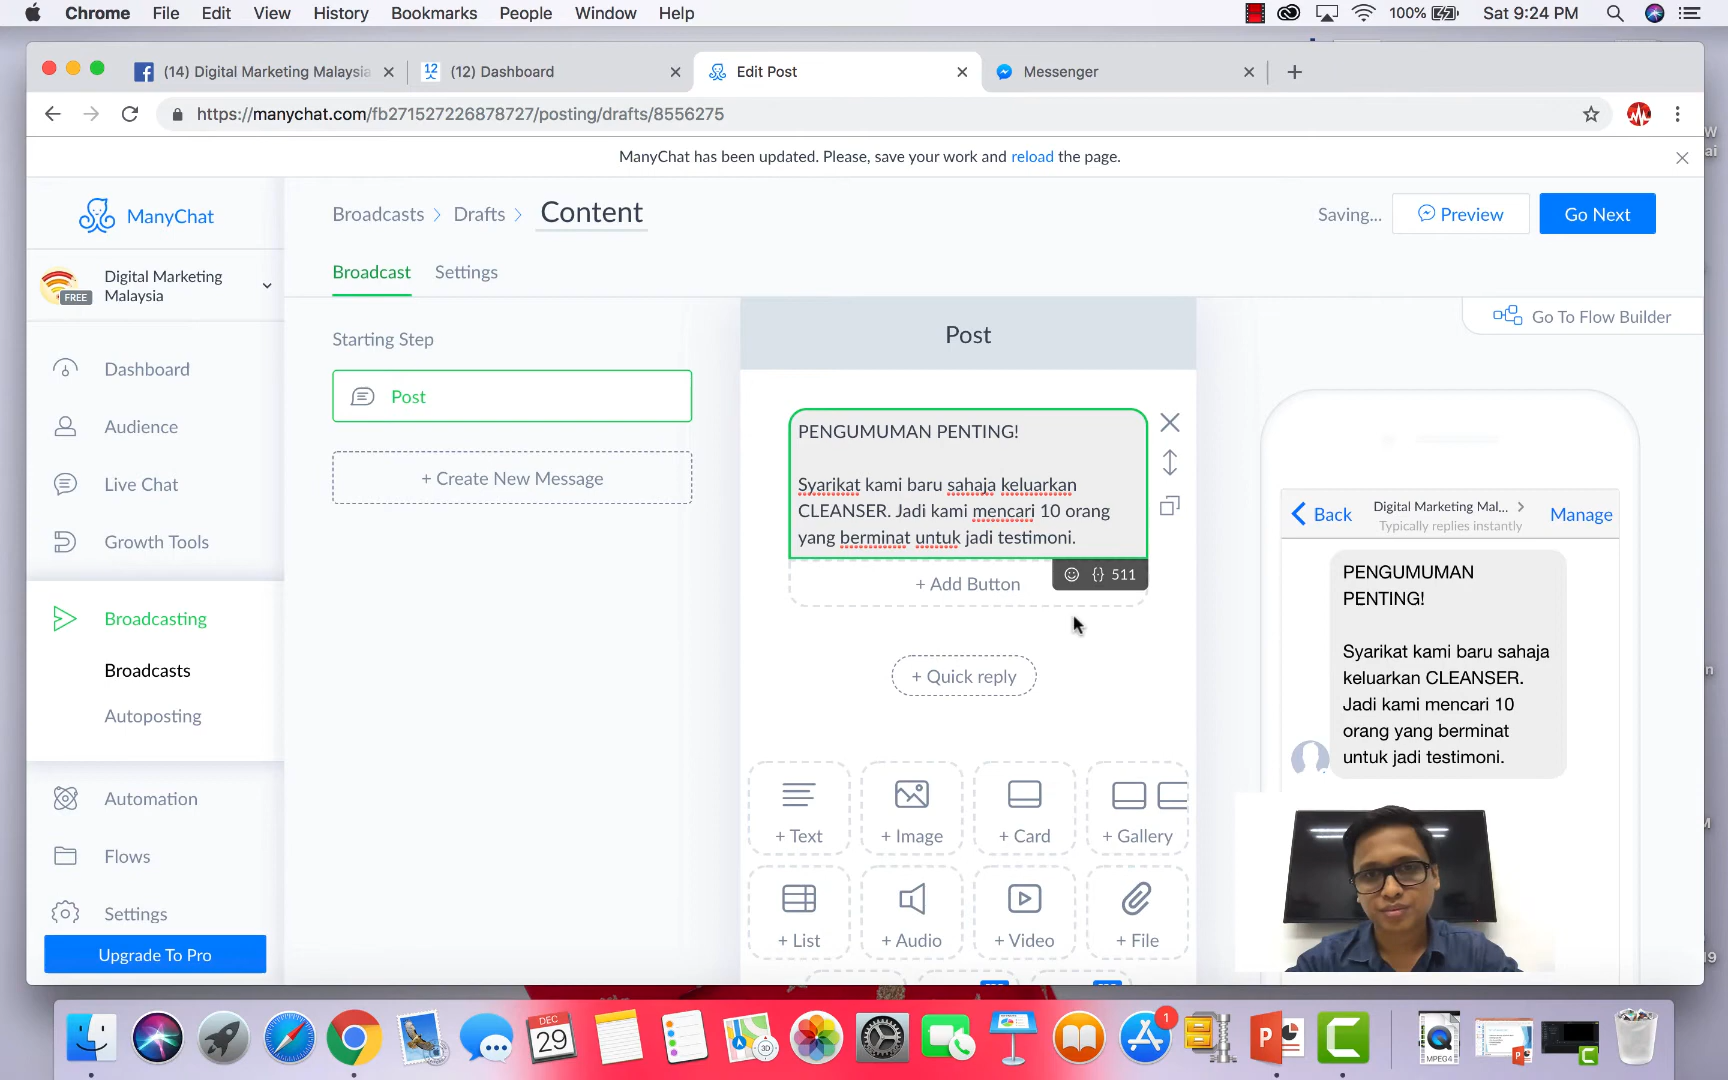 Chrome File Edit View History Bookmarks People Window Help
100% Sat 9:24 PM
(14) Digital Marketing Malaysia
(12) Dashboard
Edit Post
Messenger
https://manychat.com/fb271527226878727/posting/drafts/8556275
ManyChat has been updated. Please, save your work and reload the page.
ManyChat
Broadcasts > Drafts > Content
Saving...
Preview
Go Next
Digital Marketing
Malaysia
FREE
Broadcast
Settings
Go To Flow Builder
Dashboard
Audience
Live Chat
Growth Tools
Broadcasting
Broadcasts
Autoposting
Automation
Flows
Settings
Upgrade To Pro
Starting Step
Post
+ Create New Message
Post
PENGUMUMAN PENTING!
Syarikat kami baru sahaja keluarkan
CLEANSER. Jadi kami mencari 10 orang
yang berminat untuk jadi testimoni.
{} 511
+ Add Button
+ Quick reply
+ Text
+ Image
+ Card
+ Gallery
+ List
+ Audio
+ Video
+ File
Back
Digital Marketing Mal...
Typically replies instantly
Manage
PENGUMUMAN
PENTING!
Syarikat kami baru sahaja
keluarkan CLEANSER.
Jadi kami mencari 10
orang yang berminat
untuk jadi testimoni.
DEC
29
3D
1
MPEG4